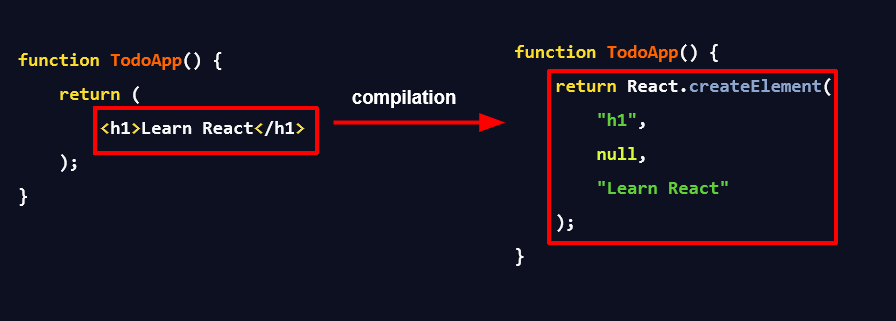 function TodoApp() {
    return (
        <h1>Learn React</h1>
    );
}
compilation
function TodoApp() {
    return React.createElement(
        "h1",
        null,
        "Learn React"
    );
}